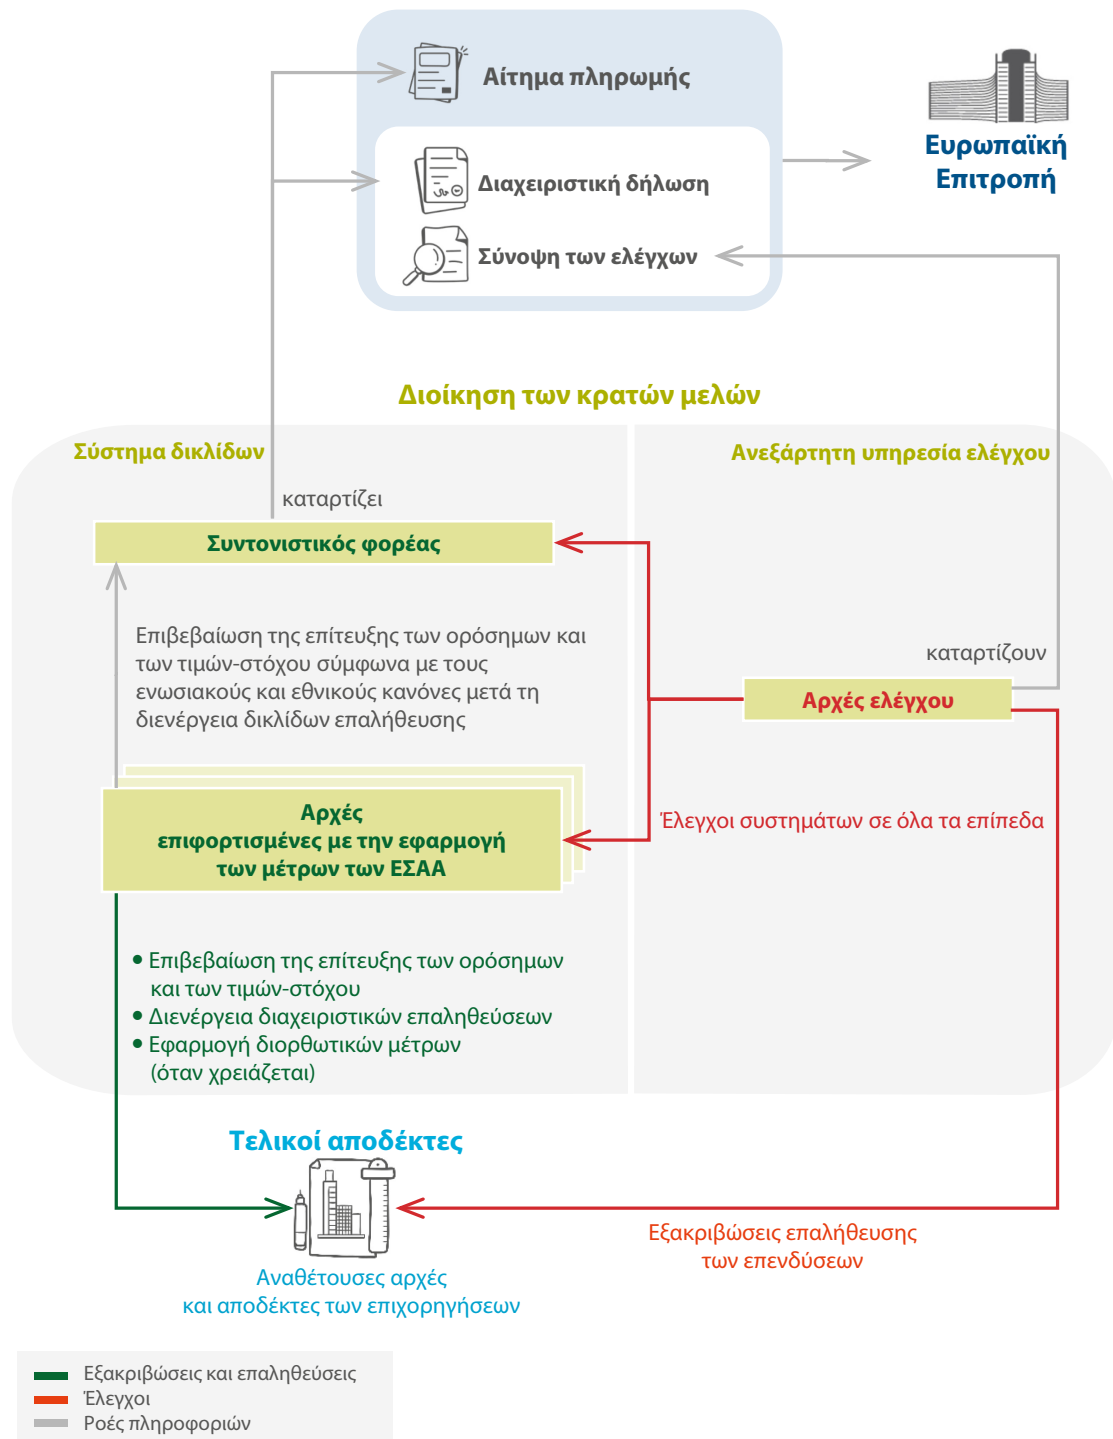 Αίτημα πληρωμής
Διαχειριστική δήλωση
Σύνοψη των ελέγχων
Ευρωπαϊκή
Επιτροπή
Διοίκηση των κρατών μελών
Σύστημα δικλίδων
Ανεξάρτητη υπηρεσία ελέγχου
καταρτίζει
Συντονιστικός φορέας
Επιβεβαίωση της επίτευξης των ορόσημων και
των τιμών-στόχου σύμφωνα με τους
ενωσιακούς και εθνικούς κανόνες μετά τη
διενέργεια δικλίδων επαλήθευσης
καταρτίζουν
Αρχές ελέγχου
Αρχές
επιφορτισμένες με την εφαρμογή
των μέτρων των ΕΣΑΑ
Έλεγχοι συστημάτων σε όλα τα επίπεδα
• Επιβεβαίωση της επίτευξης των ορόσημων
και των τιμών-στόχου
• Διενέργεια διαχειριστικών επαληθεύσεων
• Εφαρμογή διορθωτικών μέτρων
(όταν χρειάζεται)
Τελικοί αποδέκτες
Εξακριβώσεις επαλήθευσης
των επενδύσεων
Αναθέτουσες αρχές
και αποδέκτες των επιχορηγήσεων
Εξακριβώσεις και επαληθεύσεις
Έλεγχοι
Ροές πληροφοριών